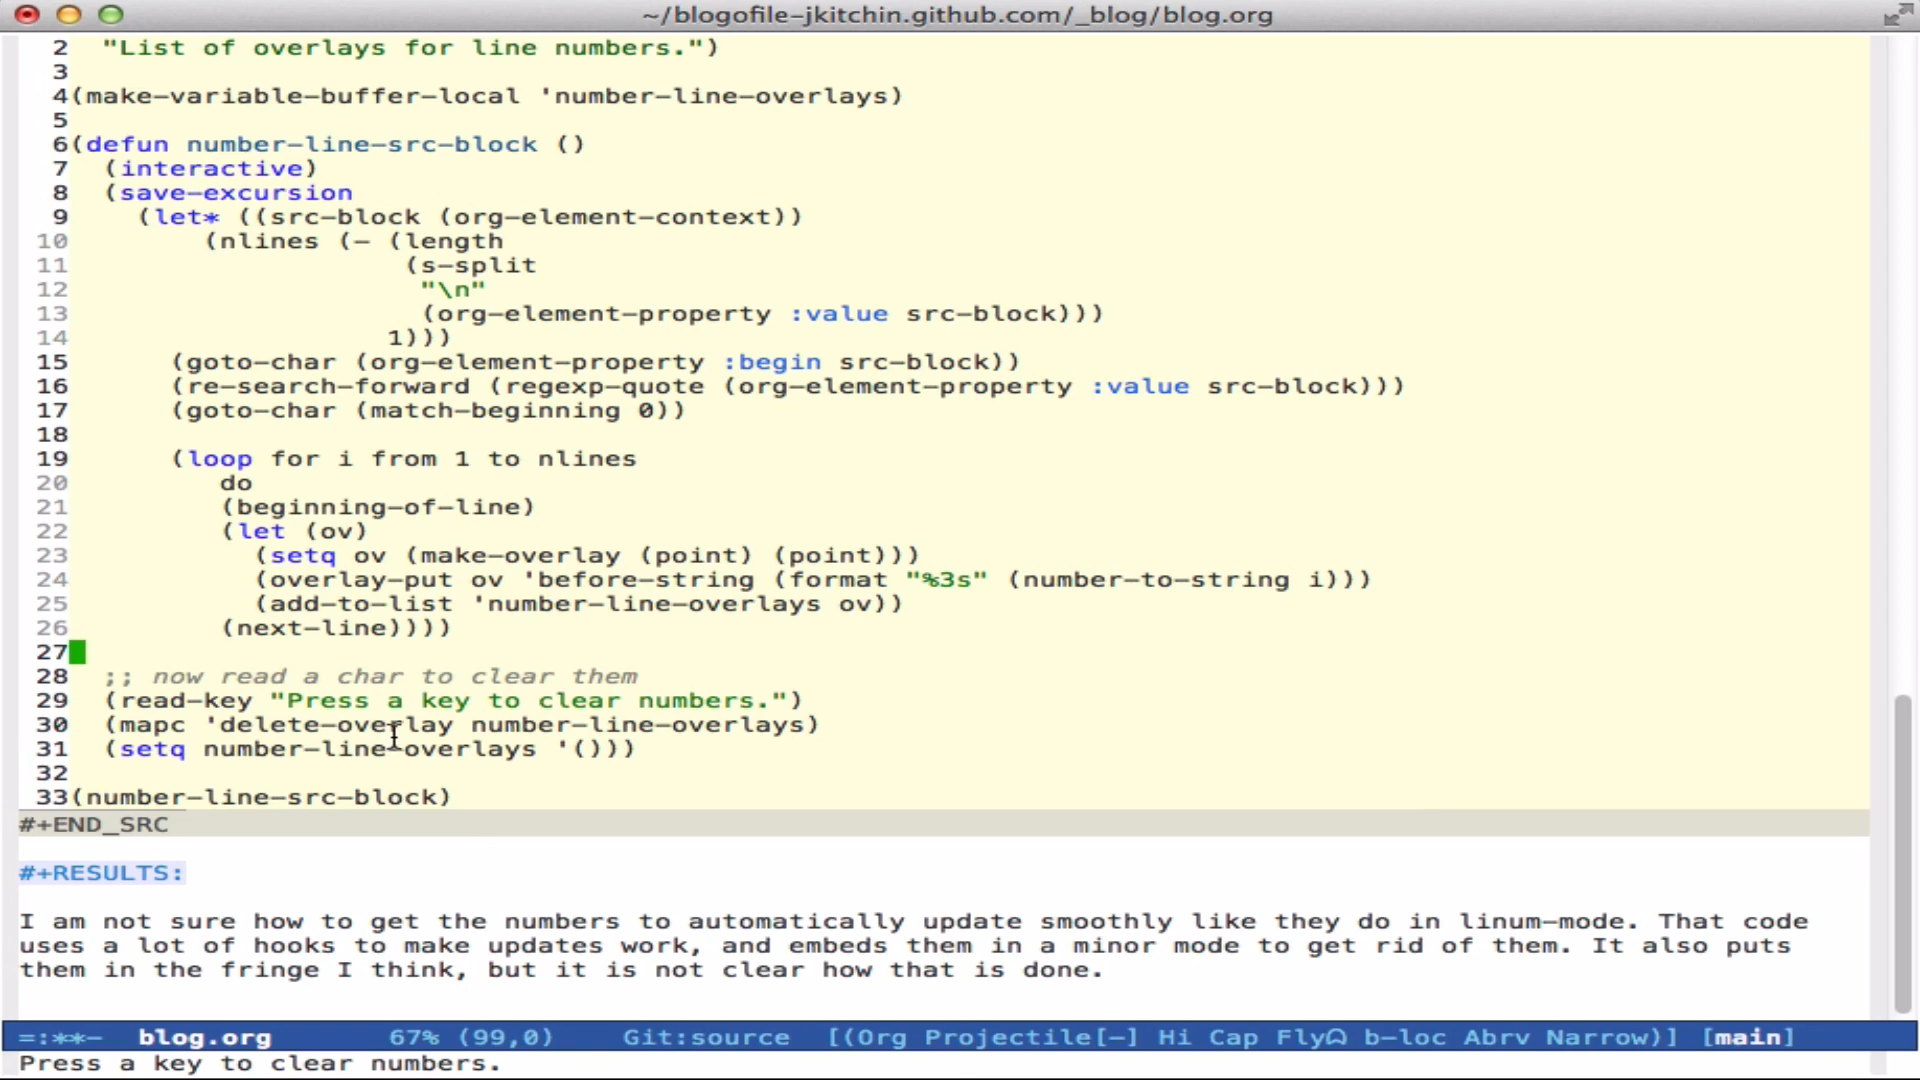 ~/blogofile-jkitchin.github.com/_blog/blog.org
2  "List of overlays for line numbers.")
3
4(make-variable-buffer-local 'number-line-overlays)
5
6(defun number-line-src-block ()
7  (interactive)
8  (save-excursion
9    (let* ((src-block (org-element-context))
10        (nlines (- (length
11                    (s-split
12                     "\n"
13                     (org-element-property :value src-block)))
14                   1)))
15      (goto-char (org-element-property :begin src-block))
16      (re-search-forward (regexp-quote (org-element-property :value src-block)))
17      (goto-char (match-beginning 0))
18
19      (loop for i from 1 to nlines
20         do
21         (beginning-of-line)
22         (let (ov)
23           (setq ov (make-overlay (point) (point)))
24           (overlay-put ov 'before-string (format "%3s" (number-to-string i)))
25           (add-to-list 'number-line-overlays ov))
26         (next-line))))
27
28  ;; now read a char to clear them
29  (read-key "Press a key to clear numbers.")
30  (mapc 'delete-overlay number-line-overlays)
31  (setq number-line-overlays '()))
32
33(number-line-src-block)
#+END_SRC
#+RESULTS:
I am not sure how to get the numbers to automatically update smoothly like they do in linum-mode. That code
uses a lot of hooks to make updates work, and embeds them in a minor mode to get rid of them. It also puts
them in the fringe I think, but it is not clear how that is done.
=:**-  blog.org       67% (99,0)    Git:source  [(Org Projectile[-] Hi Cap Fly b-loc Abrv Narrow)] [main]
Press a key to clear numbers.